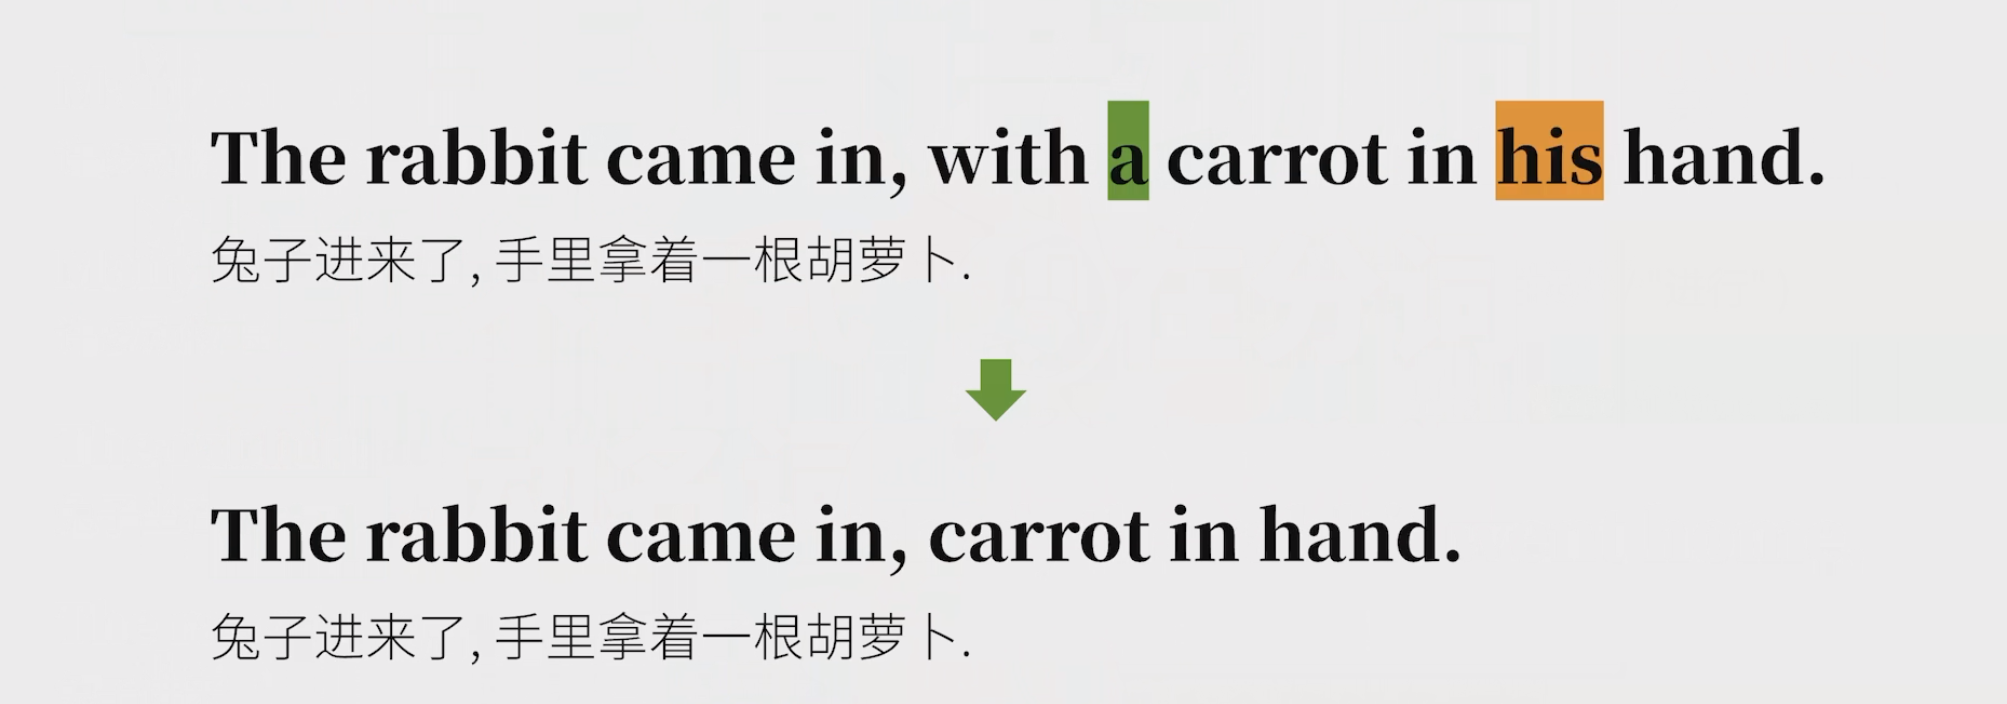 The rabbit came in, with a carrot in his hand.
兔子进来了, 手里拿着一根胡萝卜.
The rabbit came in, carrot in hand.
兔子进来了, 手里拿着一根胡萝卜.